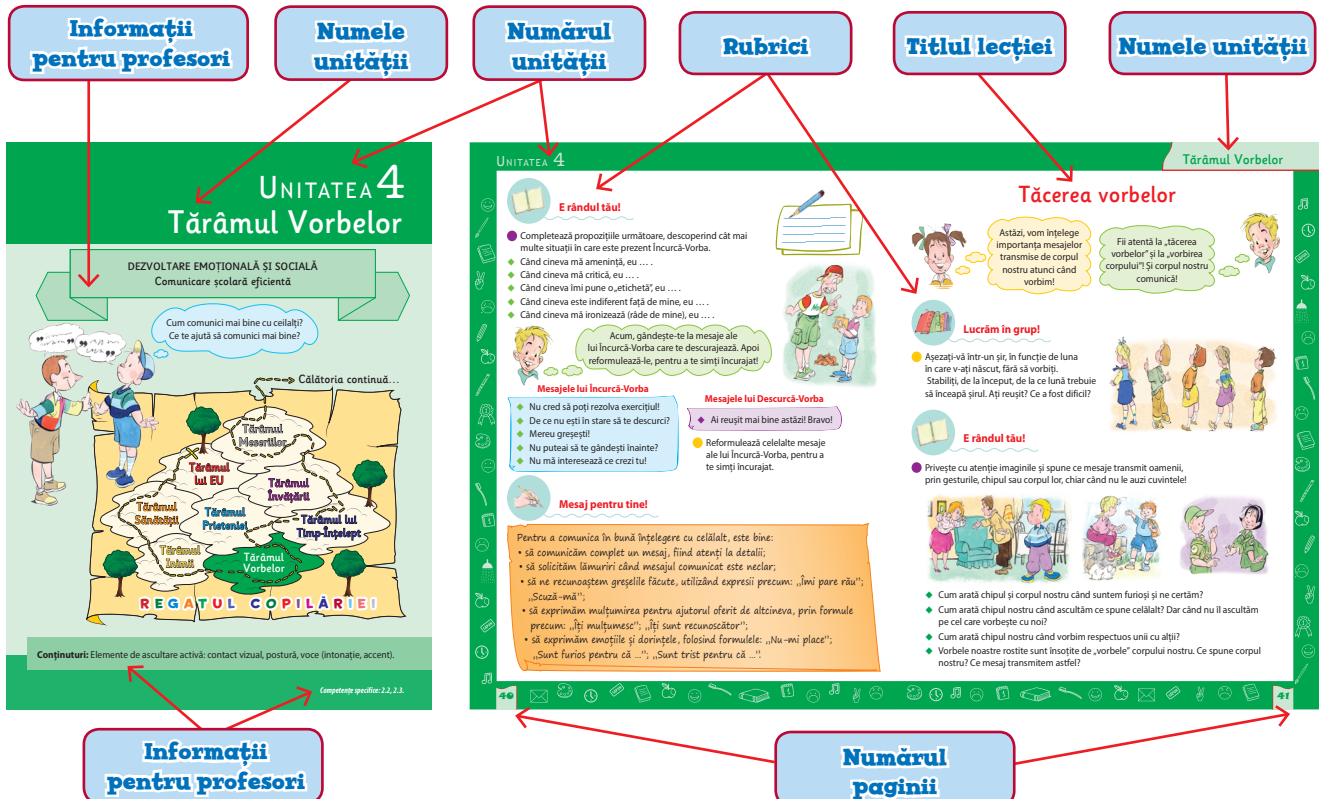 Informații
pentru profesori
Numele
unității
Numărul
unității
Rubrici
Titlul lecției
Numele unității
UNITATEA 4
Tărâmul Vorbelor
DEZVOLTARE EMOȚIONALĂ ȘI SOCIALĂ
Comunicare școlară eficientă
Cum comunici mai bine cu ceilalți?
Ce te ajută să comunici mai bine?
Călătoria continuă...
Tărâmul
Meseriilor
Tărâmul
lui EU
Tărâmul
Învățării
Tărâmul
Sănătății
Tărâmul
Prieteniei
Tărâmul lui
Timp-Înțelept
Tărâmul
Inimii
Tărâmul
Vorbelor
REGATUL COPILĂRIEI
Conținuturi: Elemente de ascultare activă: contact vizual, postură, voce (intonație, accent).
Competențe specifice: 2.2, 2.3.
UNITATEA 4
E rândul tău!
Completează propozițiile următoare, descoperind cât mai
multe situații în care este prezent Încurcă-Vorba.
Când cineva mă amenință, eu ... .
Când cineva mă critică, eu ... .
Când cineva îmi pune o „etichetă”, eu ... .
Când cineva este indiferent față de mine, eu ... .
Când cineva mă ironizează (râde de mine), eu ... .
Acum, gândește-te la mesaje ale
lui Încurcă-Vorba care te descurajează. Apoi
reformulează-le, pentru a te simți încurajat!
Mesajele lui Încurcă-Vorba
Nu cred să poți rezolva exercițiul!
De ce nu ești în stare să te descurci?
Mereu greșești!
Nu puteai să te gândești înainte?
Nu mă interesează ce crezi tu!
Mesajele lui Descurcă-Vorba
Ai reușit mai bine astăzi! Bravo!
Reformulează celelalte mesaje
ale lui Încurcă-Vorba, pentru a
te simți încurajat.
Mesaj pentru tine!
Pentru a comunica în bună înțelegere cu celălalt, este bine:
• să comunicăm complet un mesaj, fiind atenți la detalii;
• să solicităm lămuriri când mesajul comunicat este neclar;
• să ne recunoaștem greșelile făcute, utilizând expresii precum: „Îmi pare rău”;
„Scuză-mă”;
• să exprimăm mulțumirea pentru ajutorul oferit de altcineva, prin formule
precum: „Îți mulțumesc”; „Îți sunt recunoscător”;
• să exprimăm emoțiile și dorințele, folosind formulele: „Nu-mi place”;
„Sunt furios pentru că ...”; „Sunt trist pentru că ...”.
40
Tărâmul Vorbelor
Tăcerea vorbelor
Astăzi, vom înțelege
importanța mesajelor
transmise de corpul
nostru atunci când
vorbim!
Fii atentă la „tăcerea
vorbelor” și la „vorbirea
corpului”! Și corpul nostru
comunică!
Lucrăm în grup!
Așezați-vă într-un șir, în funcție de luna
în care v-ați născut, fără să vorbiți.
Stabiliți, de la început, de la ce lună trebuie
să înceapă șirul. Ați reușit? Ce a fost dificil?
E rândul tău!
Privește cu atenție imaginile și spune ce mesaje transmit oamenii,
prin gesturile, chipul sau corpul lor, chiar când nu le auzi cuvintele!
Cum arată chipul și corpul nostru când suntem furioși și ne certăm?
Cum arată chipul nostru când ascultăm ce spune celălalt? Dar când nu îl ascultăm
pe cel care vorbește cu noi?
Cum arată chipul nostru când vorbim respectuos unii cu alții?
Vorbele noastre rostite sunt însoțite de „vorbele” corpului nostru. Ce spune corpul
nostru? Ce mesaj transmitem astfel?
41
Informații
pentru profesori
Numărul
paginii